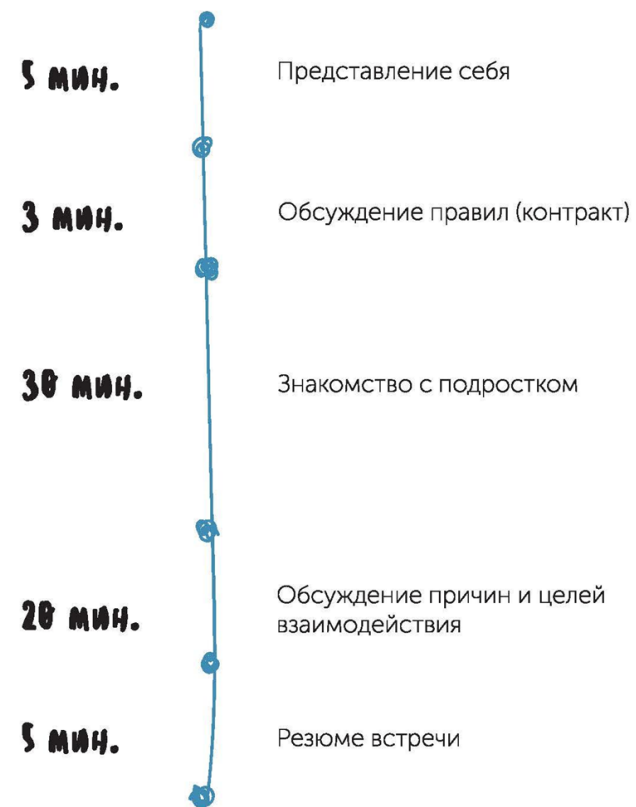 5 мин.
Представление себя
3 мин.
Обсуждение правил (контракт)
30 мин.
Знакомство с подростком
20 мин.
Обсуждение причин и целей
взаимодействия
5 мин.
Резюме встречи